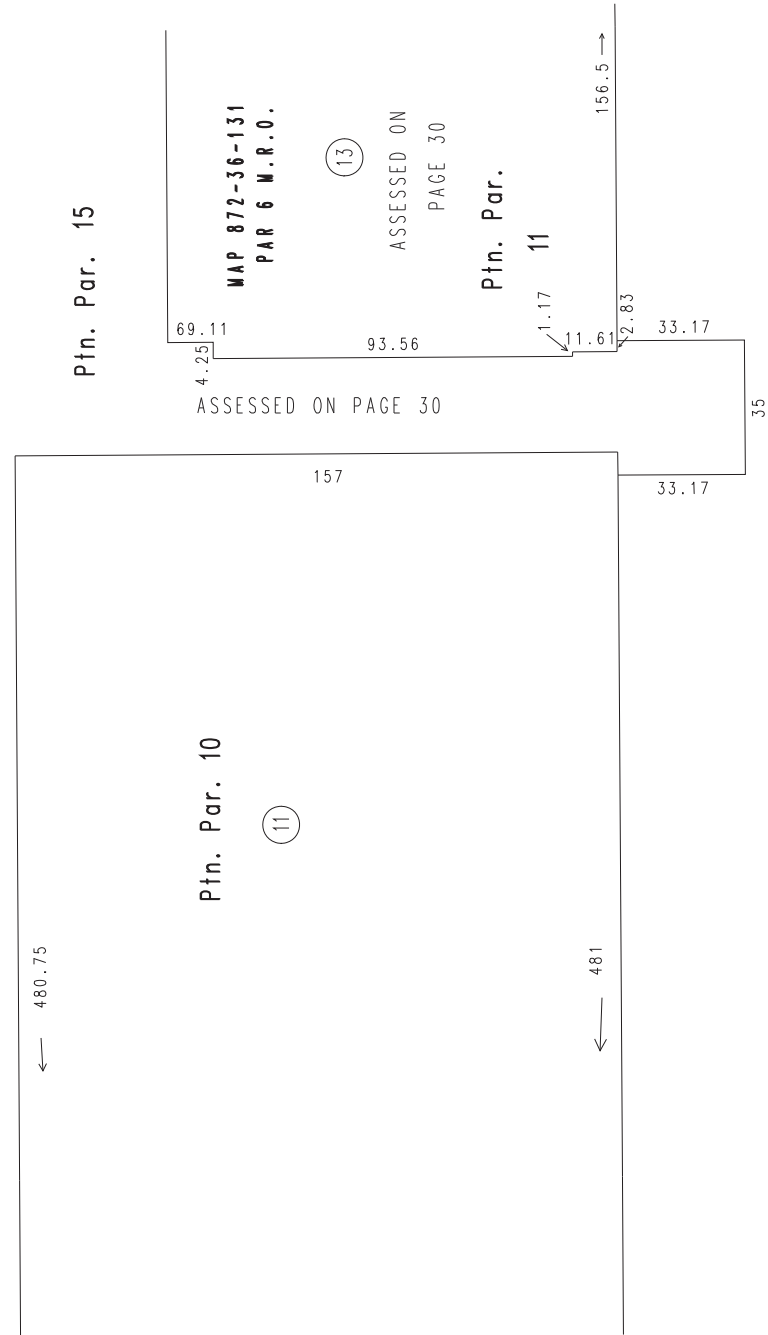 Ptn. Par. 15
MAP 872-36-131
PAR 6 M.R.O.
13
ASSESSED ON
PAGE 30
Ptn. Par.
11
156.5
69.11
4.25
93.56
1.17
11.61
2.83
33.17
35
33.17
ASSESSED ON PAGE 30
157
Ptn. Par. 10
11
480.75
481